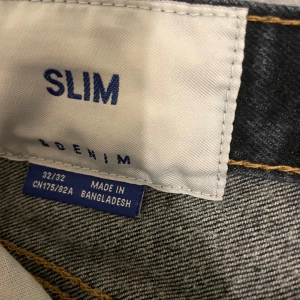 SLIM
&DENIM
32/32
CN175/82A
MADE IN
BANGLADESH